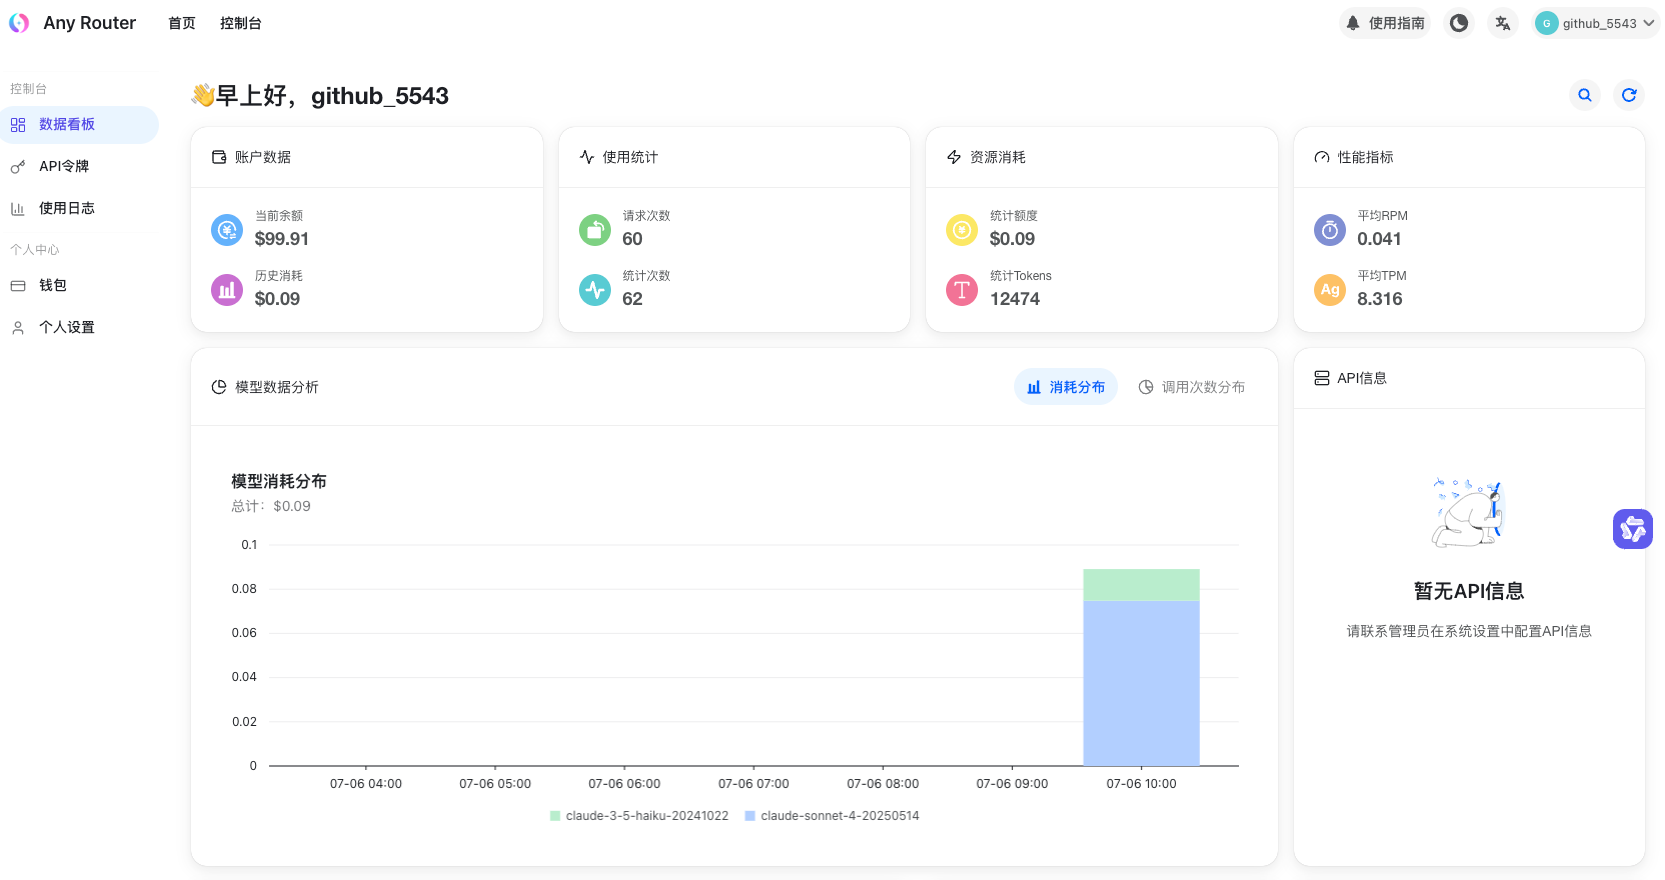 Any Router 首页 控制台 使用指南 G github_5543
控制台
数据看板
API令牌
使用日志
个人中心
钱包
个人设置
👋早上好，github_5543
账户数据
当前余额
$99.91
历史消耗
$0.09
使用统计
请求次数
60
统计次数
62
资源消耗
统计额度
$0.09
统计Tokens
12474
性能指标
平均RPM
0.041
Ag
平均TPM
8.316
模型数据分析 消耗分布 调用次数分布
模型消耗分布
总计：$0.09
0.1
0.08
0.06
0.04
0.02
0
07-06 04:00 07-06 05:00 07-06 06:00 07-06 07:00 07-06 08:00 07-06 09:00 07-06 10:00
claude-3-5-haiku-20241022 claude-sonnet-4-20250514
API信息
暂无API信息
请联系管理员在系统设置中配置API信息